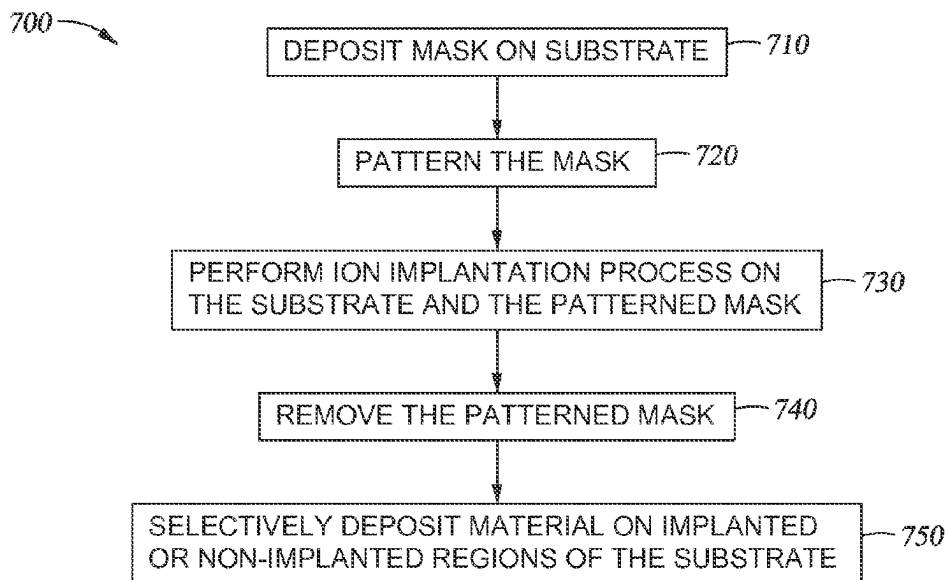 700
DEPOSIT MASK ON SUBSTRATE 710
PATTERN THE MASK 720
PERFORM ION IMPLANTATION PROCESS ON
THE SUBSTRATE AND THE PATTERNED MASK 730
REMOVE THE PATTERNED MASK 740
SELECTIVELY DEPOSIT MATERIAL ON IMPLANTED
OR NON-IMPLANTED REGIONS OF THE SUBSTRATE 750